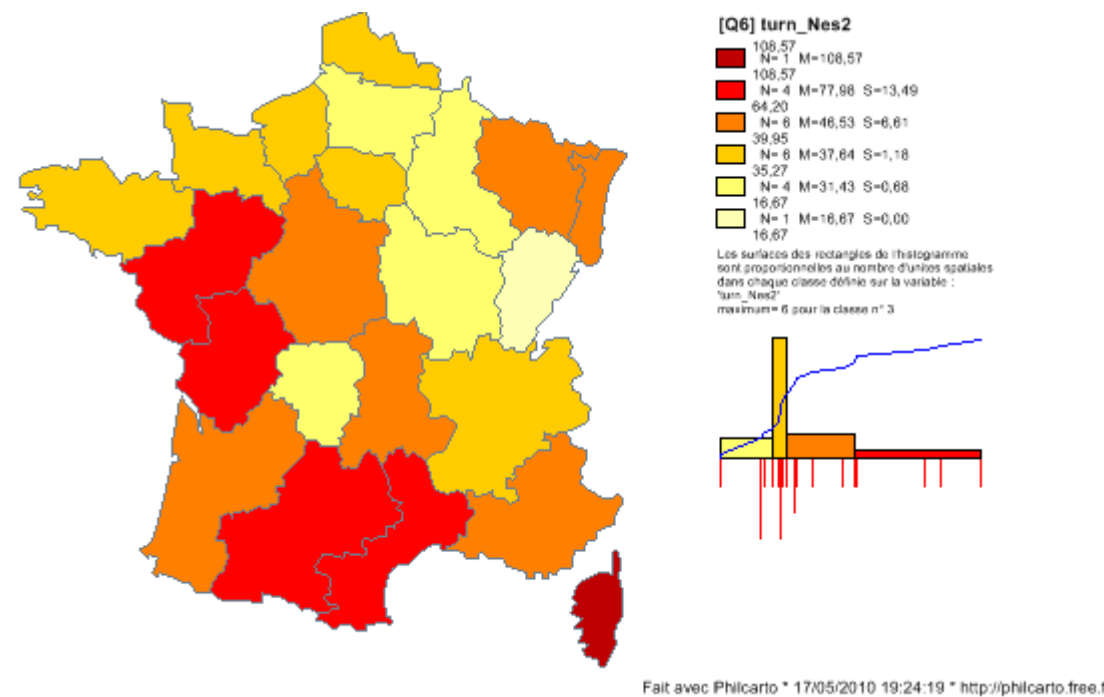 [Q6] turn_Nes2
108,57
N= 1 M=108,57
108,57
N= 4 M=77,98 S=13,49
64,20
N= 6 M=46,53 S=6,61
39,95
N= 6 M=37,64 S=1,18
35,27
N= 4 M=31,43 S=0,68
16,67
N= 1 M=16,67 S=0,00
16,67
Les surfaces des rectangles de l'histogramme
sont proportionnelles au nombre d'unites spatiales
dans chaque classe définie sur la variable :
'turn_Nes2'
maximum= 6 pour la classe n° 3
Fait avec Philcarto * 17/05/2010 19:24:19 * http://philcarto.free.f